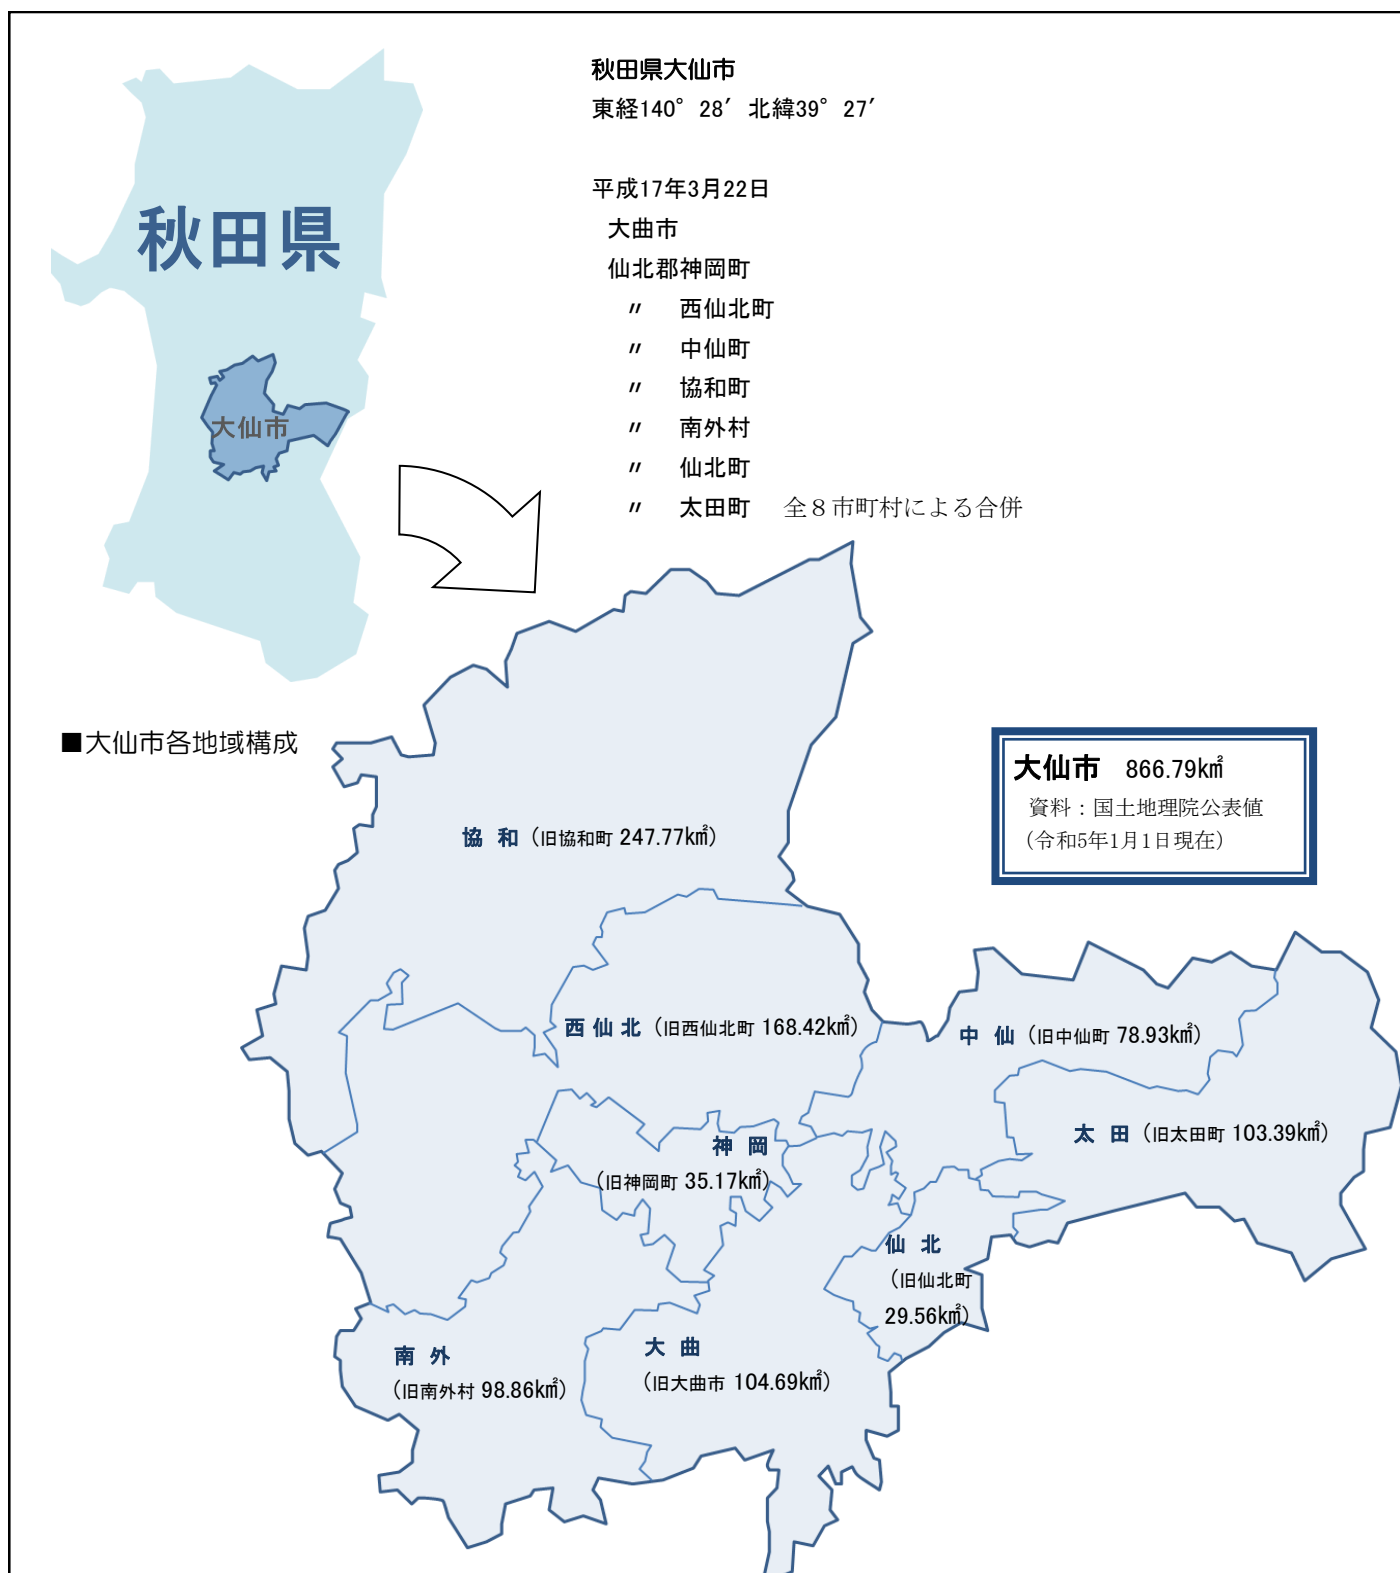 秋田県大仙市
東経140°28′北緯39°27′
平成17年3月22日
大曲市
仙北郡神岡町
〃 西仙北町
〃 中仙町
〃 協和町
〃 南外村
〃 仙北町
〃 太田町 全８市町村による合併
秋田県
大仙市
■大仙市各地域構成
大仙市 866.79㎢
資料：国土地理院公表値
(令和5年1月1日現在)
協 和 (旧協和町 247.77㎢)
西 仙 北 (旧西仙北町 168.42㎢)
中 仙 (旧中仙町 78.93㎢)
太 田 (旧太田町 103.39㎢)
神 岡
(旧神岡町 35.17㎢)
仙 北
(旧仙北町
29.56㎢)
南 外
(旧南外村 98.86㎢)
大 曲
(旧大曲市 104.69㎢)